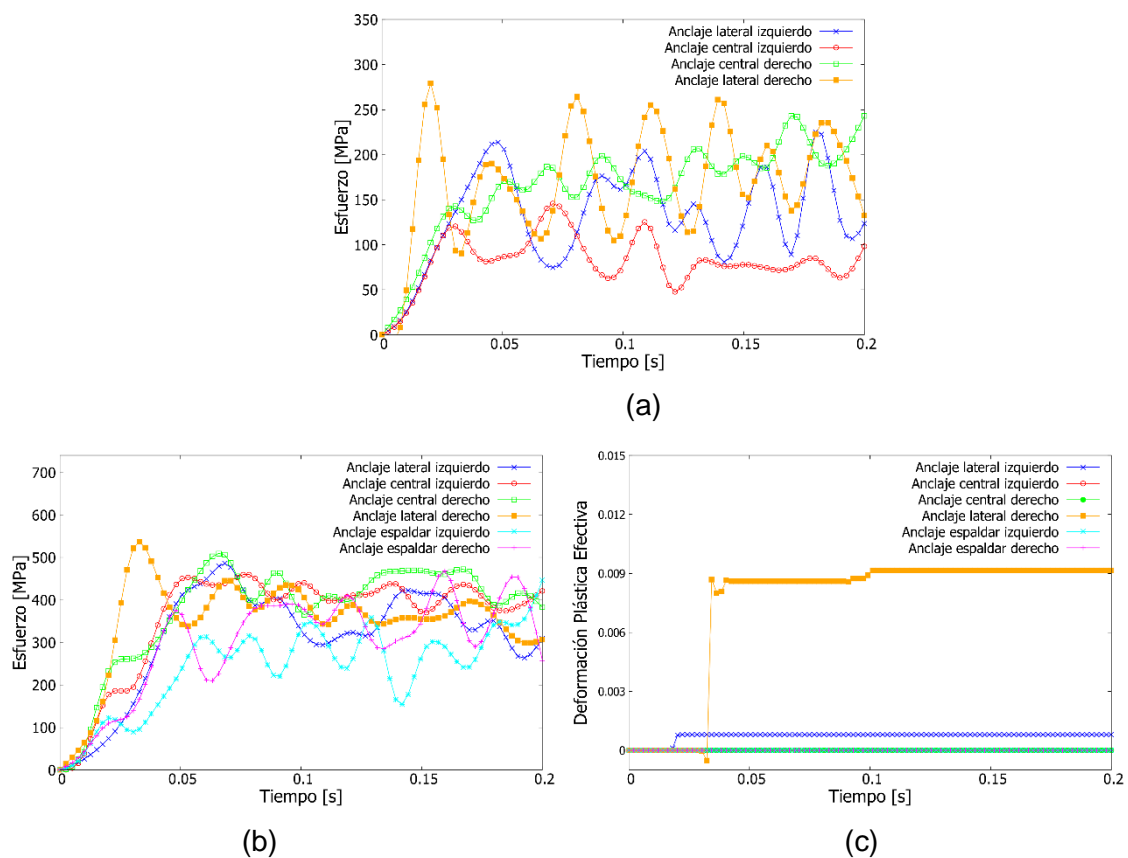 350
300
250
200
150
100
50
0
Esfuerzo [MPa]
Anclaje lateral izquierdo
Anclaje central izquierdo
Anclaje central derecho
Anclaje lateral derecho
0 0.05 0.1 0.15 0.2
Tiempo [s]
(a)
700
600
500
400
300
200
100
0
Esfuerzo [MPa]
Anclaje lateral izquierdo
Anclaje central izquierdo
Anclaje central derecho
Anclaje lateral derecho
Anclaje espaldar izquierdo
Anclaje espaldar derecho
0 0.05 0.1 0.15 0.2
Tiempo [s]
(b)
0.015
0.012
0.009
0.006
0.003
0
Deformación Plástica Efectiva
Anclaje lateral izquierdo
Anclaje central izquierdo
Anclaje central derecho
Anclaje lateral derecho
Anclaje espaldar izquierdo
Anclaje espaldar derecho
0 0.05 0.1 0.15 0.2
Tiempo [s]
(c)